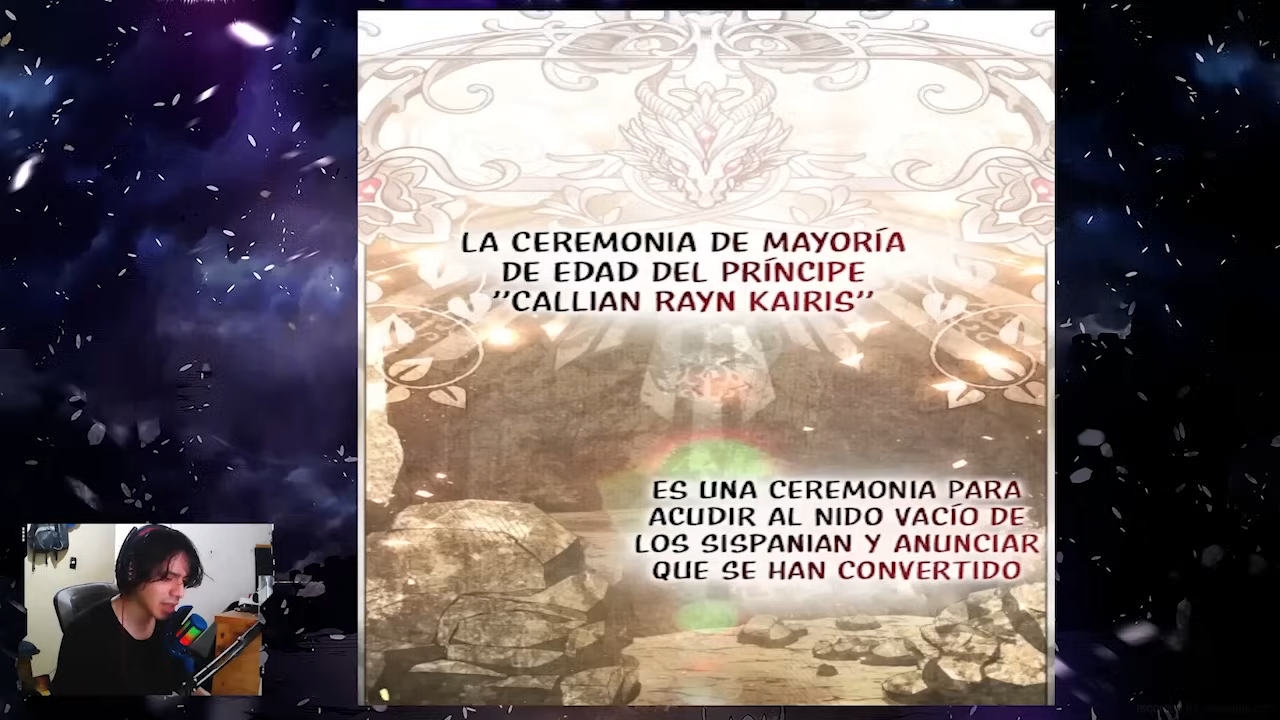 LA CEREMONIA DE MAYORÍA
DE EDAD DEL PRÍNCIPE
’’CALLIAN RAYN KAIRIS’’
ES UNA CEREMONIA PARA
ACUDIR AL NIDO VACÍO DE
LOS SISPANIAN Y ANUNCIAR
QUE SE HAN CONVERTIDO